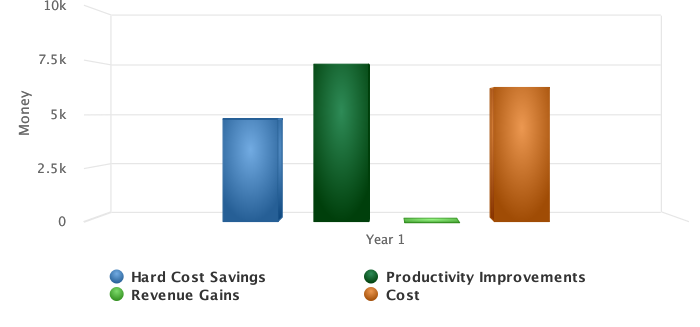 10k
7.5k
5k
2.5k
0
Money
Year 1
Hard Cost Savings
Productivity Improvements
Revenue Gains
Cost